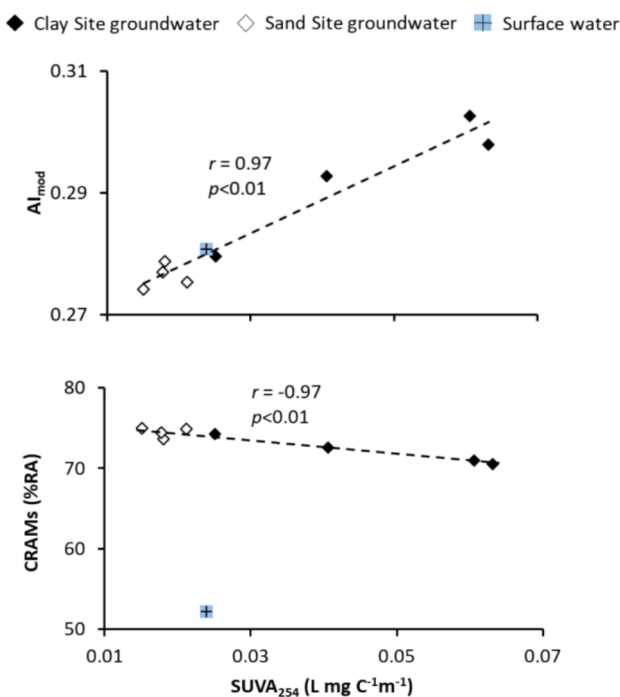 Clay Site groundwater Sand Site groundwater Surface water
0.31
0.29
0.27
AI_mod
r = 0.97
p<0.01
80
70
60
50
CRAMs (%RA)
r = -0.97
p<0.01
0.01 0.03 0.05 0.07
SUVA₂₅₄ (L mg C⁻¹m⁻¹)